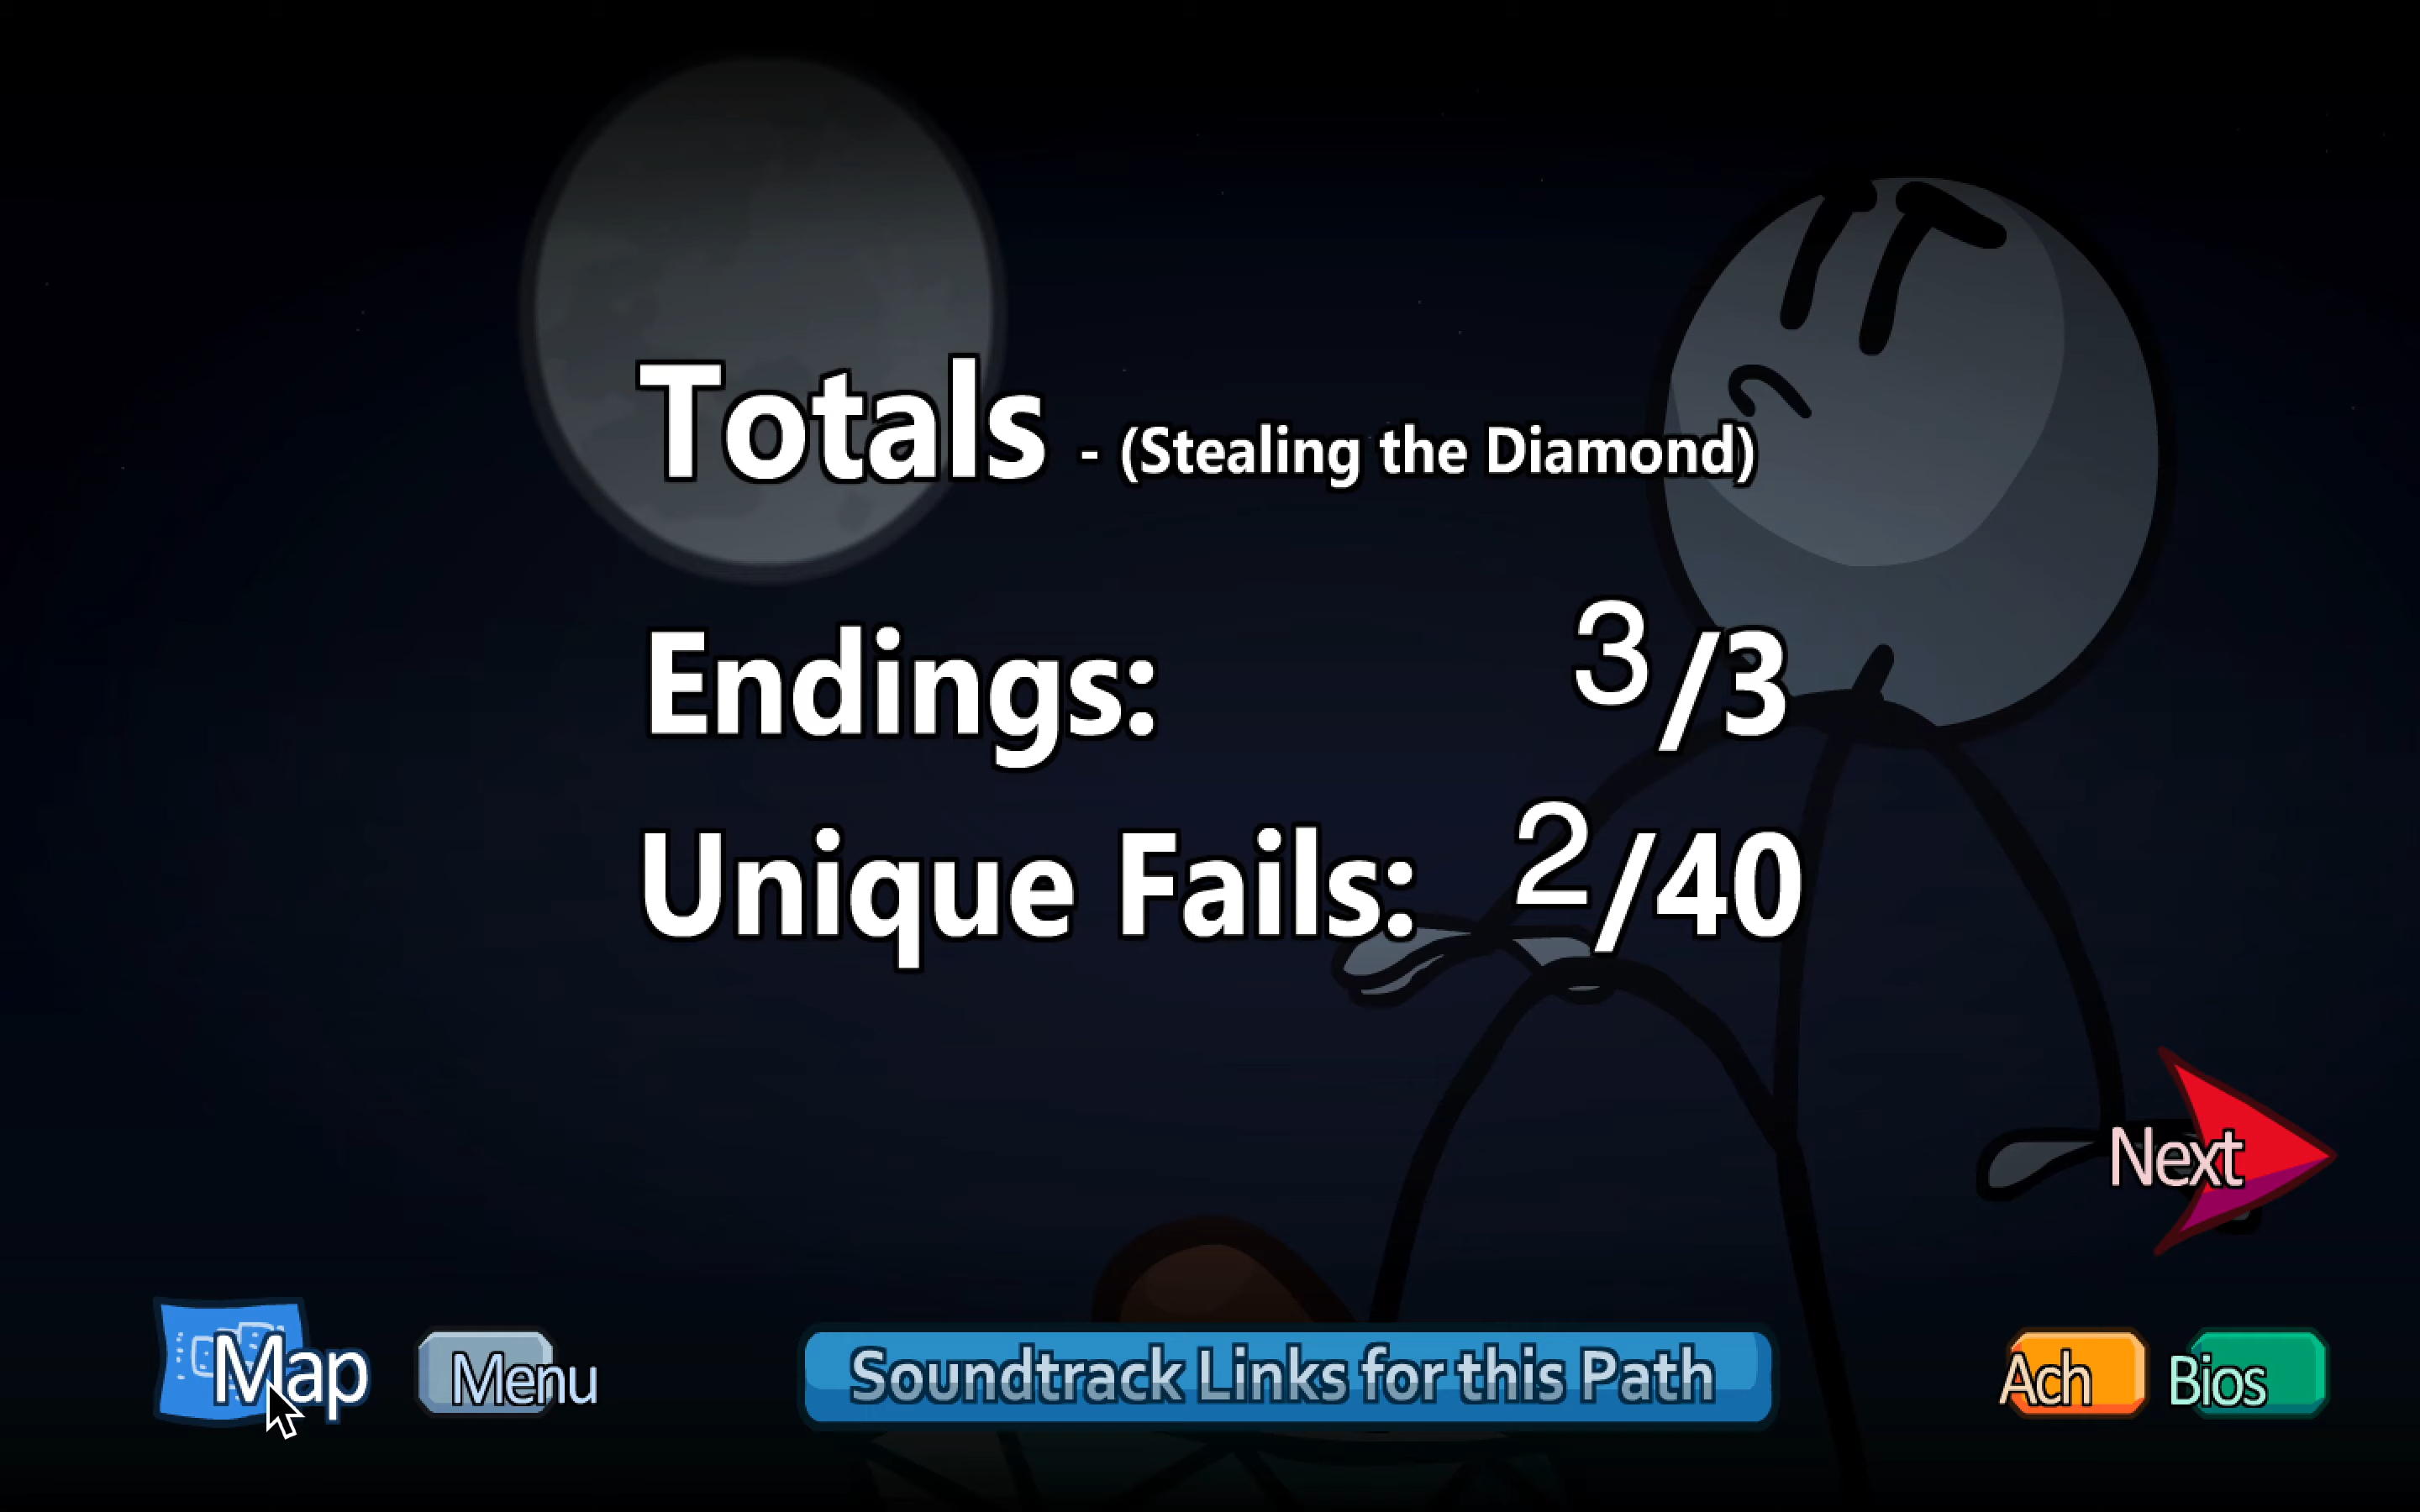 Totals - (Stealing the Diamond)
Endings: 3/3
Unique Fails: 2/40
Next
Map Menu Soundtrack Links for this Path Ach Bios